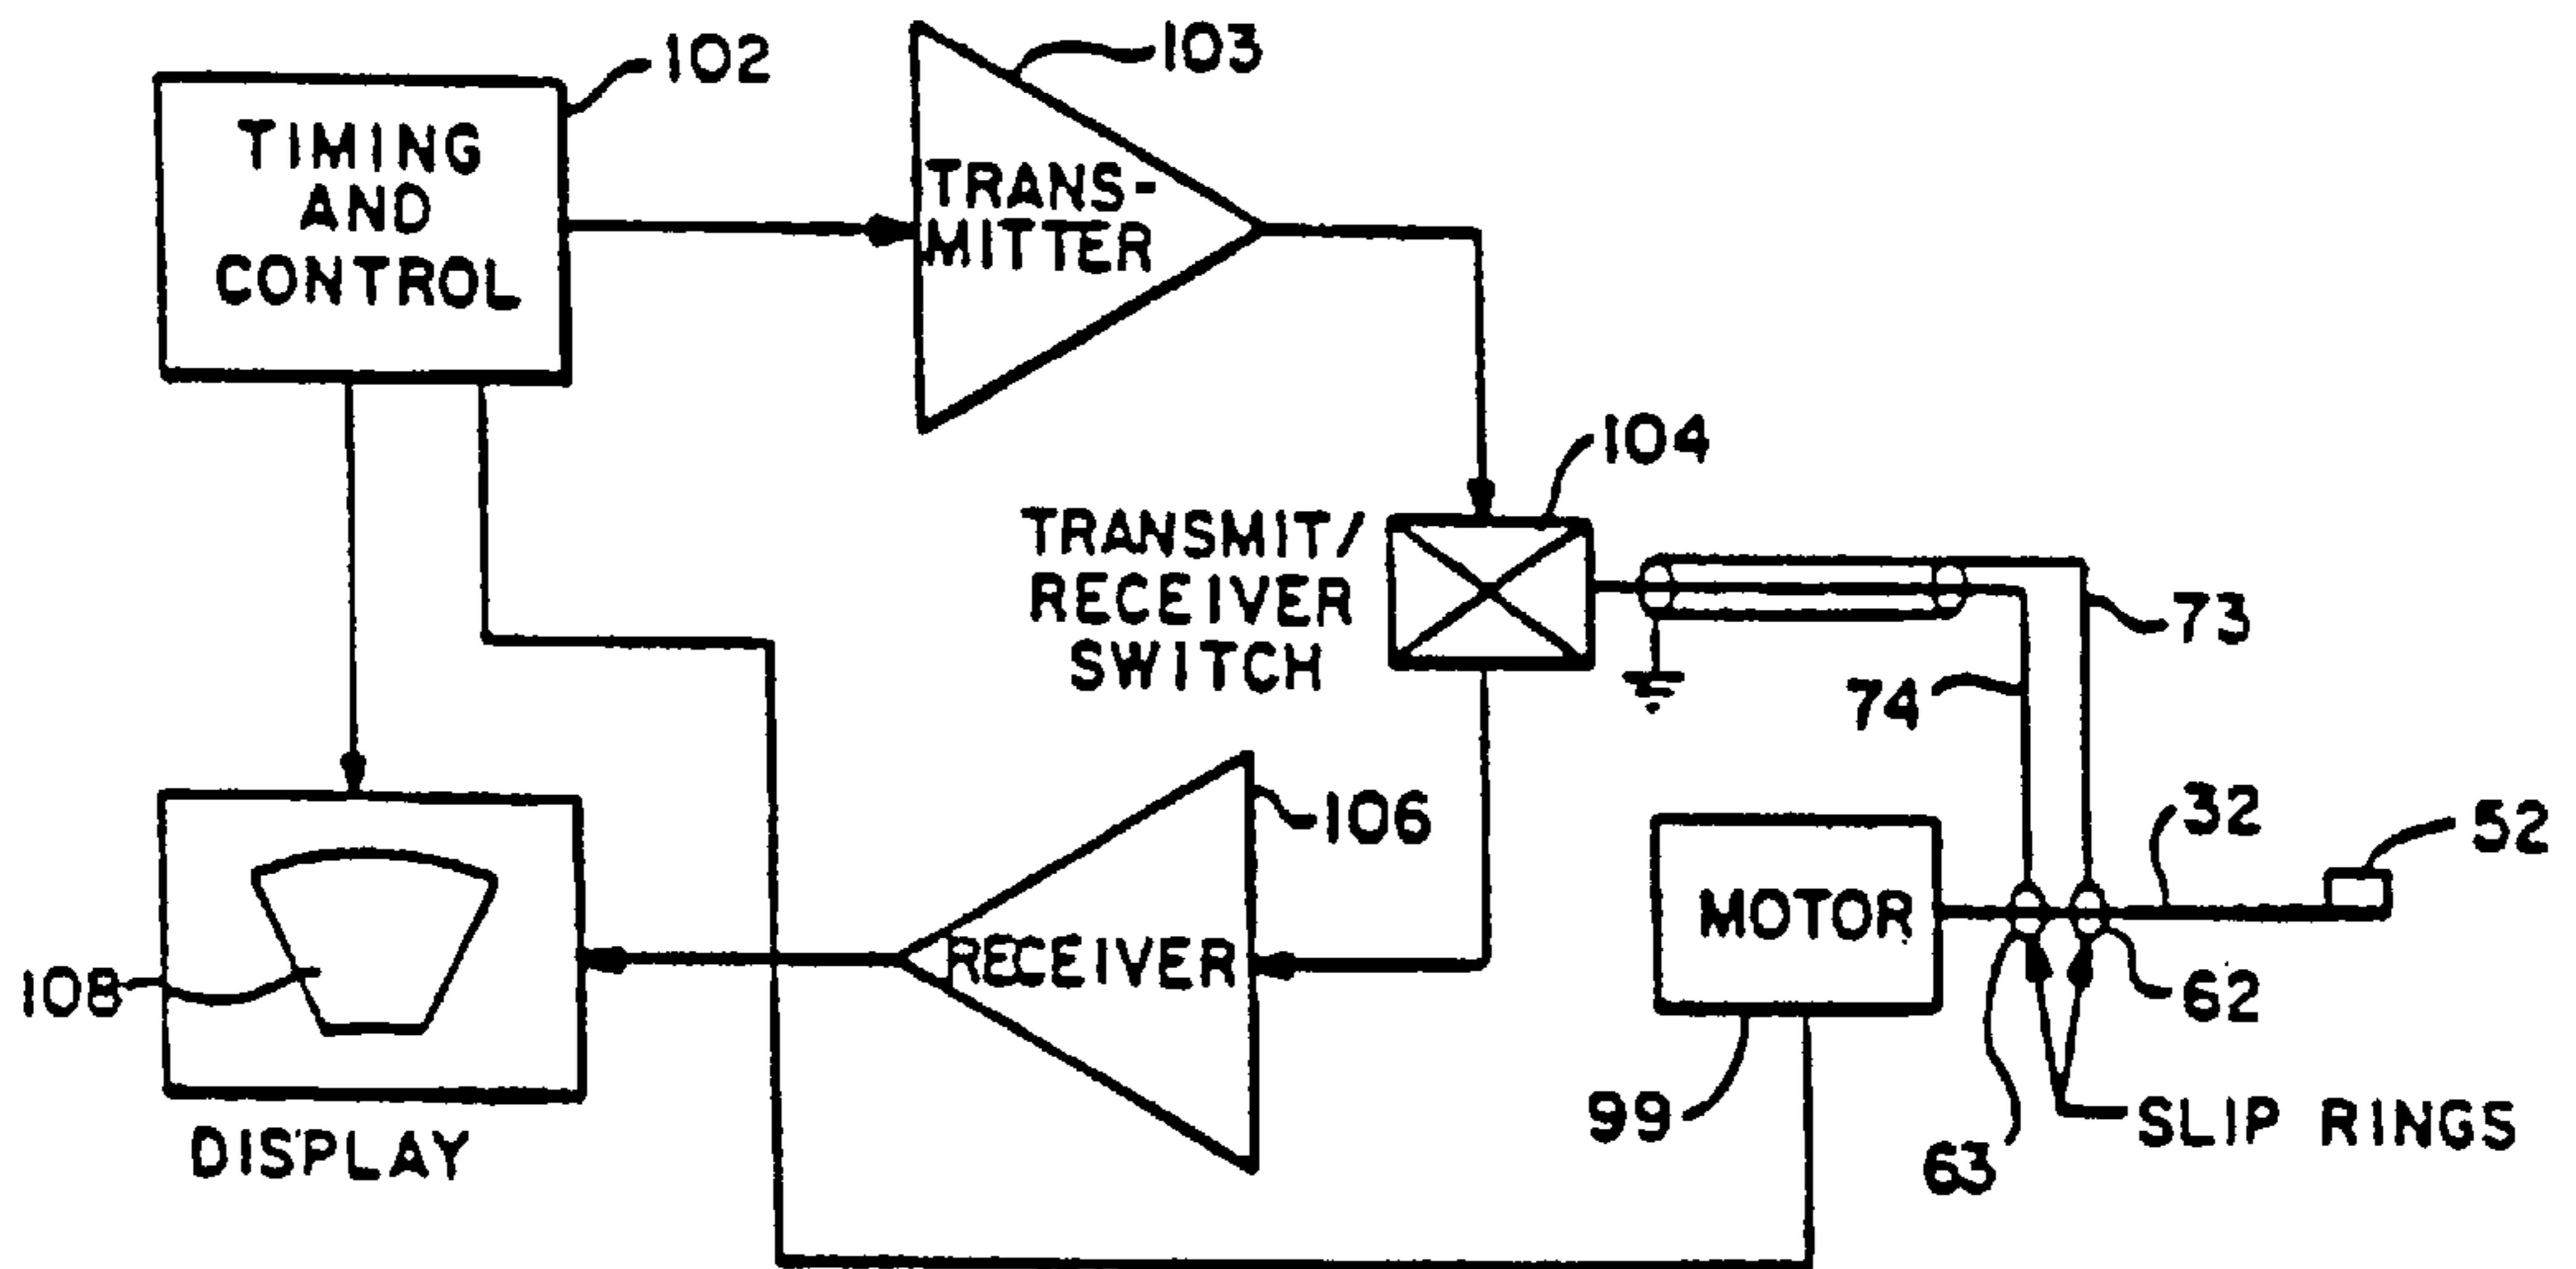 102
TIMING
AND
CONTROL
103
TRANS-
MITTER
104
TRANSMIT/
RECEIVER
SWITCH
73
74
106
RECEIVER
MOTOR
32
52
62
63
99
SLIP RINGS
108
DISPLAY